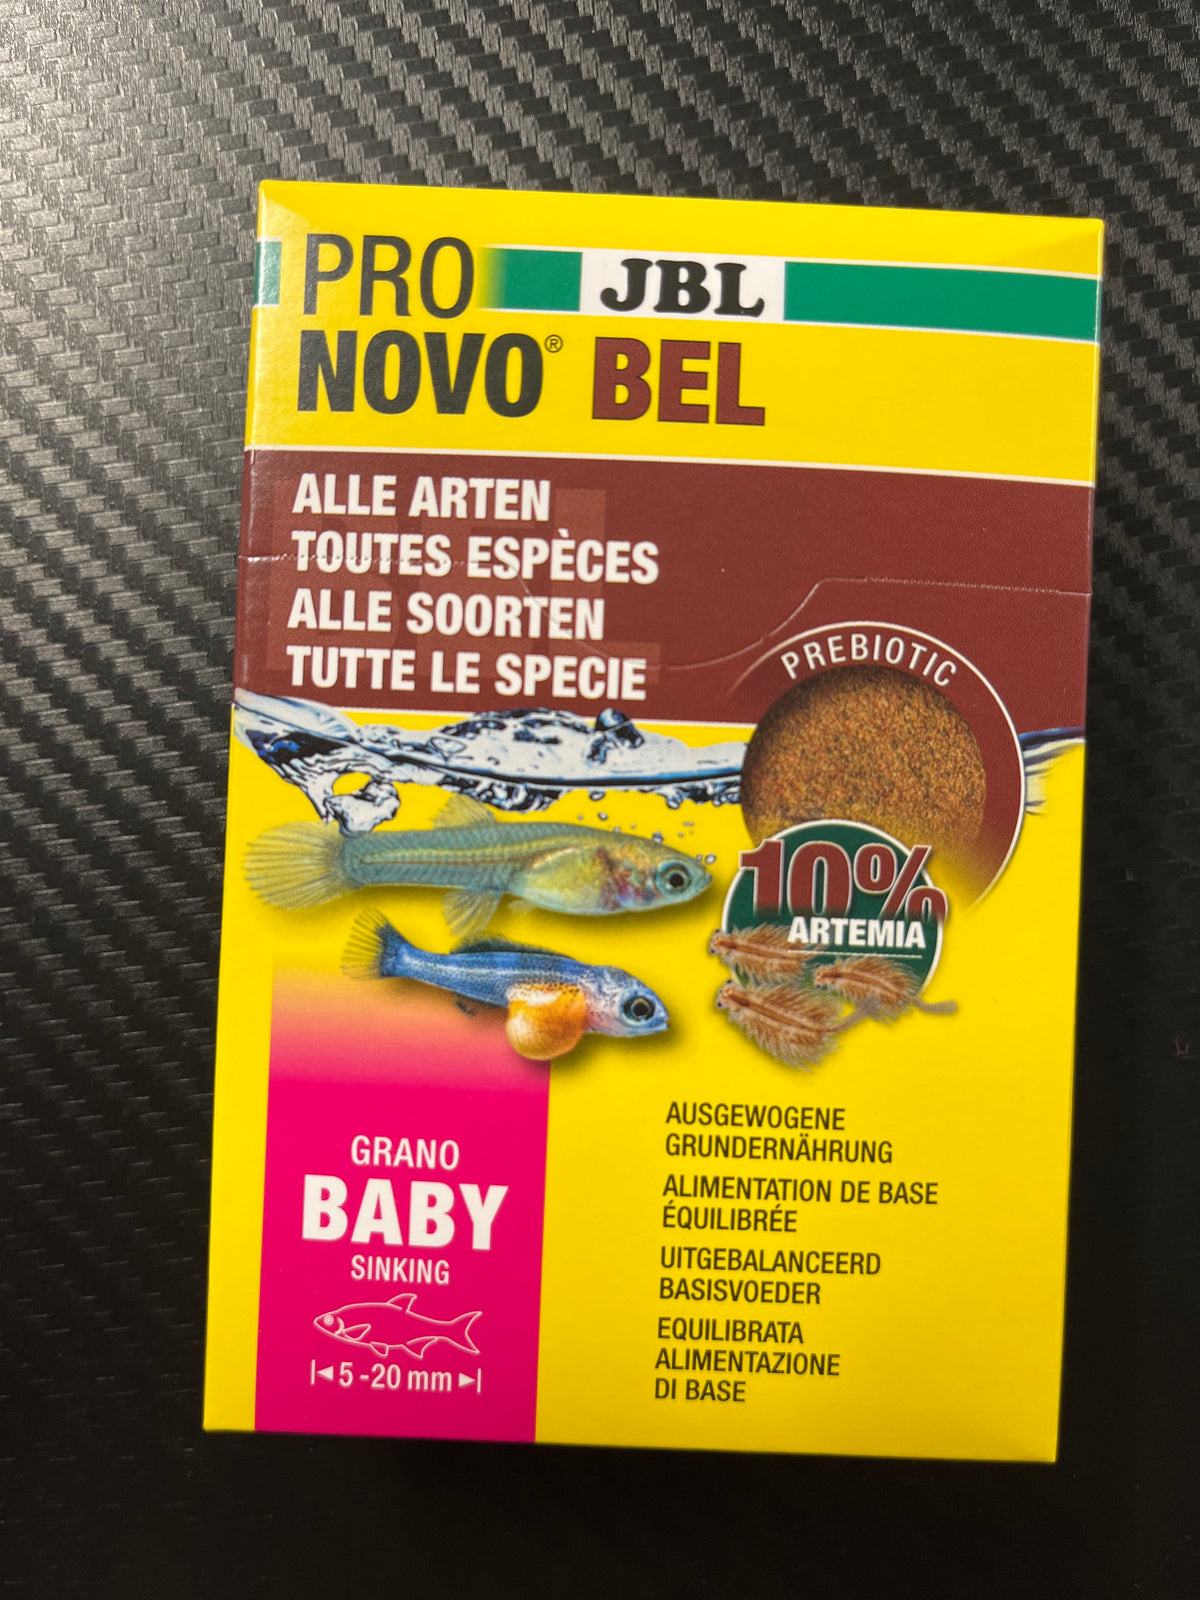 PRO JBL
NOVO® BEL
ALLE ARTEN
TOUTES ESPÈCES
ALLE SOORTEN
TUTTE LE SPECIE
PREBIOTIC
10%
ARTEMIA
GRANO
BABY
SINKING
5-20 mm
AUSGEWOGENE
GRUNDERNÄHRUNG
ALIMENTATION DE BASE
ÉQUILIBRÉE
UITGEBALANCEERD
BASISVOEDER
EQUILIBRATA
ALIMENTAZIONE
DI BASE